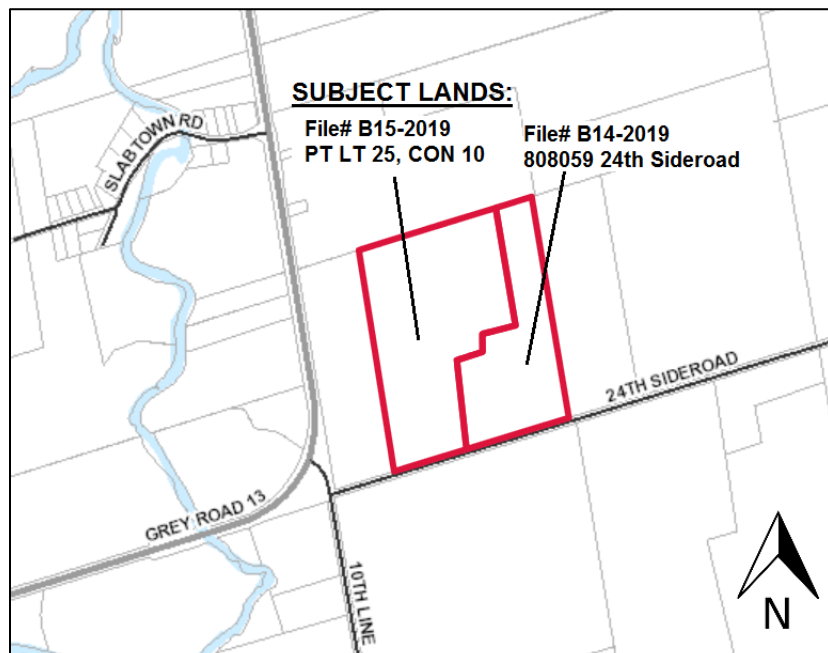 SUBJECT LANDS:
File# B15-2019
PT LT 25, CON 10
File# B14-2019
808059 24th Sideroad
SLABTOWN RD
24TH SIDEROAD
GREY ROAD 13
10TH LINE
N